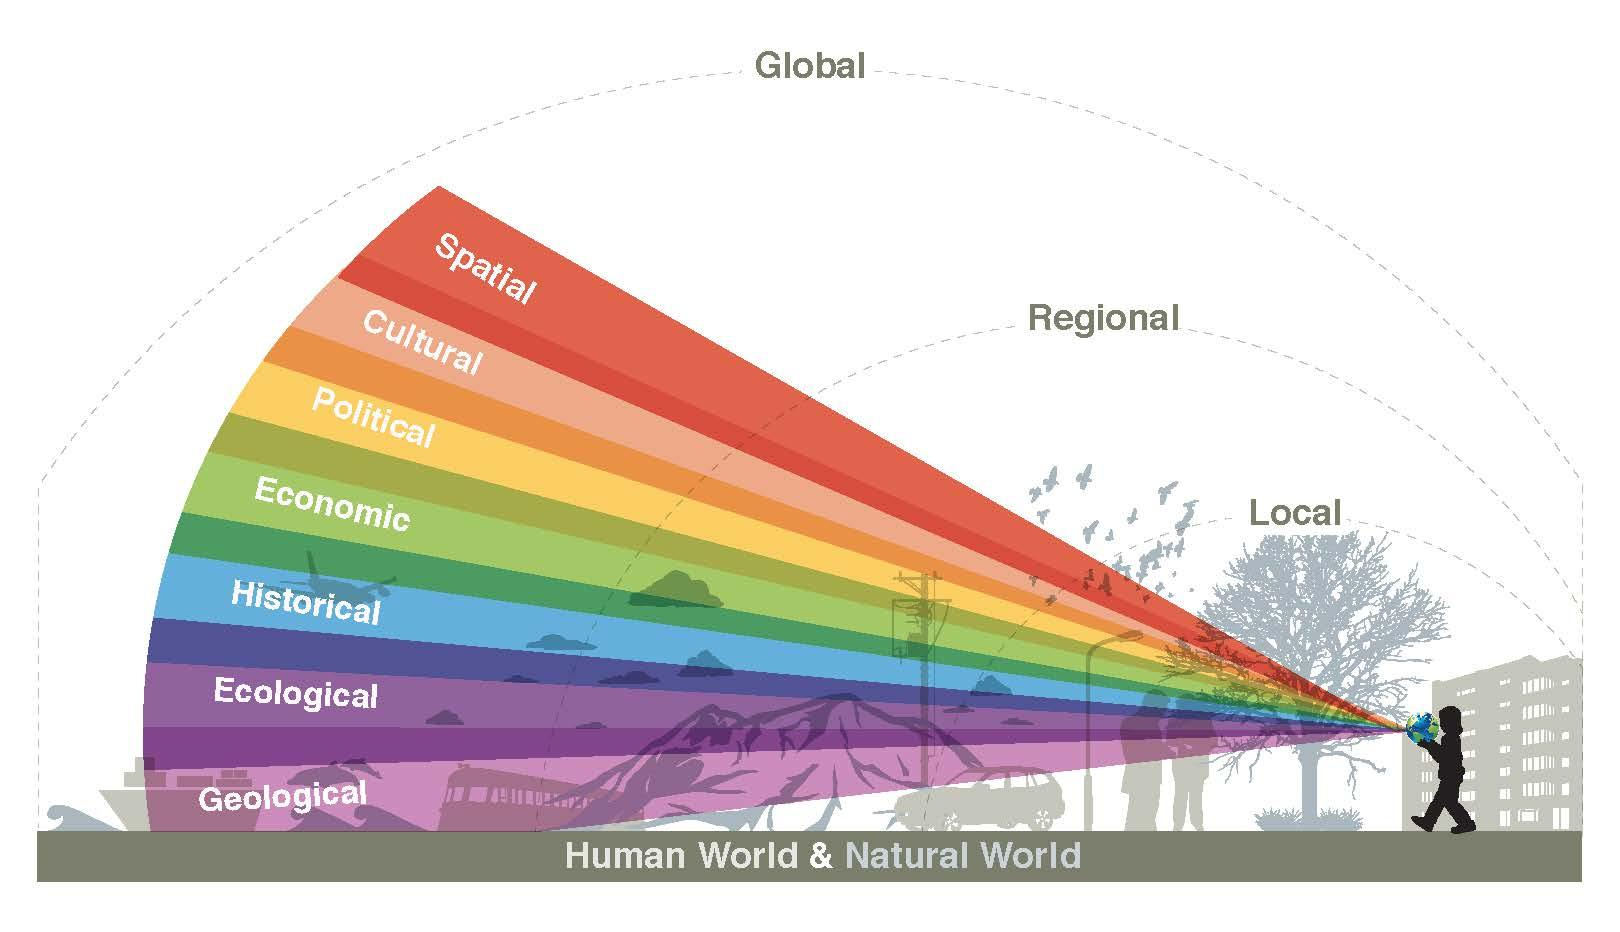 Global
Spatial
Regional
Cultural
Political
Economic
Local
Historical
Ecological
Geological
Human World & Natural World